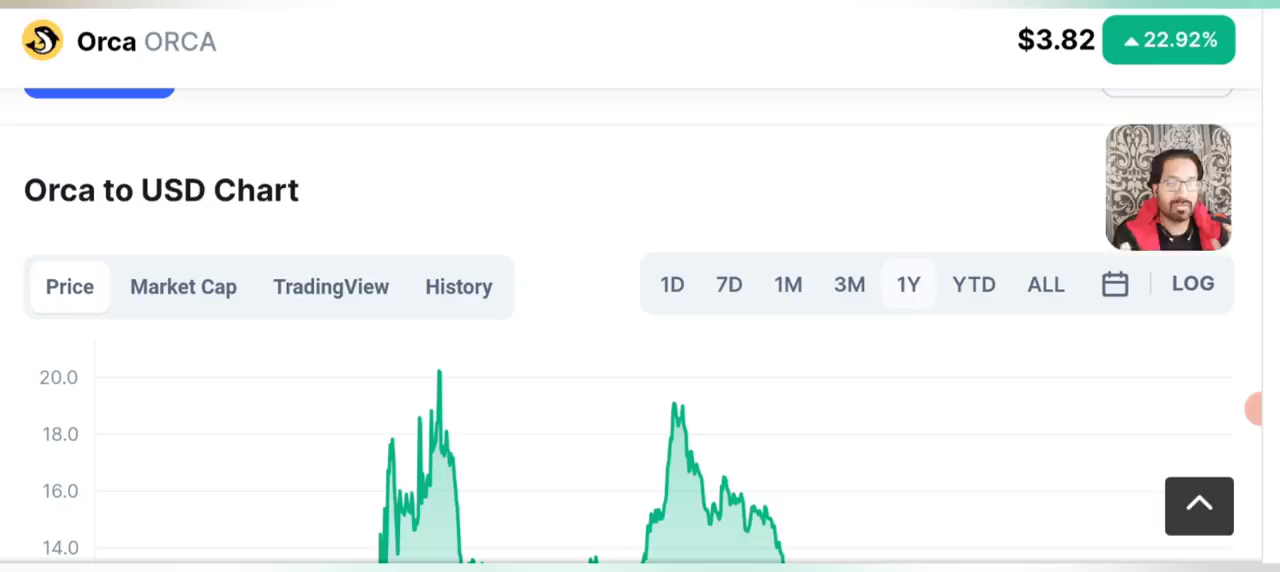 Orca ORCA $3.82 22.92%
Orca to USD Chart
Price Market Cap TradingView History 1D 7D 1M 3M 1Y YTD ALL LOG
20.0
18.0
16.0
14.0